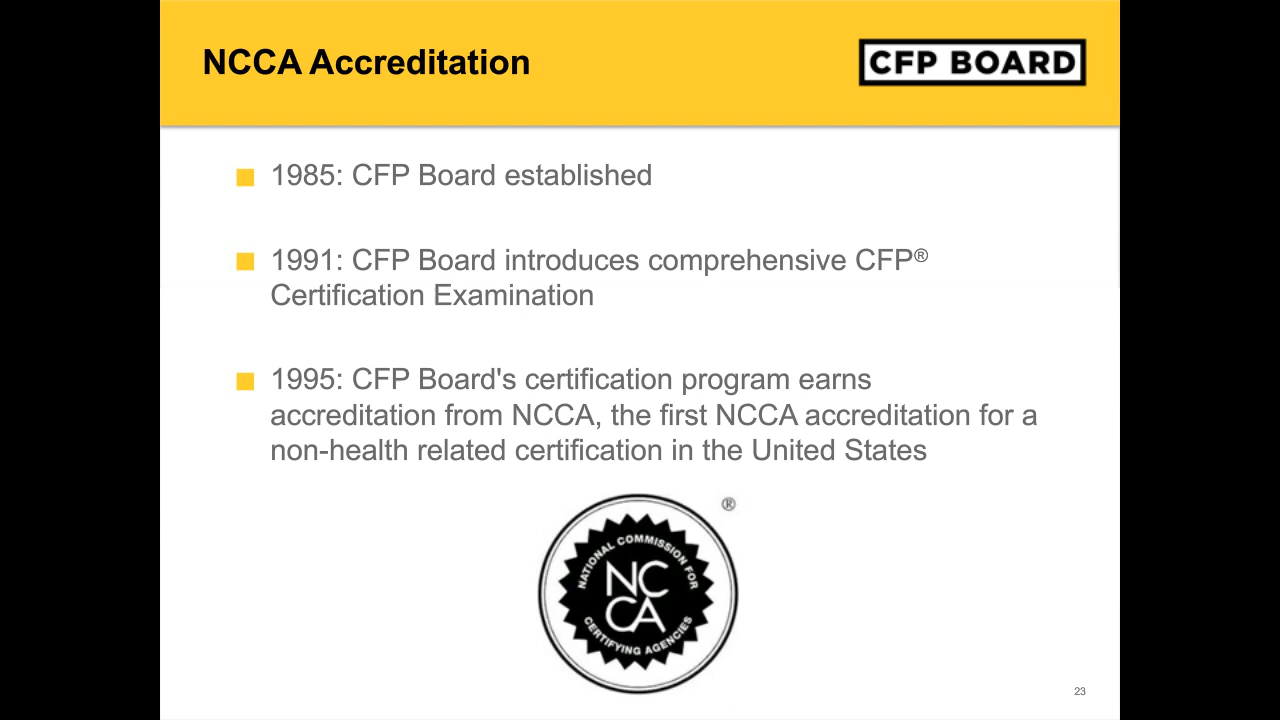 NCCA Accreditation
CFP BOARD
1985: CFP Board established
1991: CFP Board introduces comprehensive CFP®
Certification Examination
1995: CFP Board's certification program earns
accreditation from NCCA, the first NCCA accreditation for a
non-health related certification in the United States
®
NATIONAL COMMISSION FOR
NC
CA
CERTIFYING AGENCIES
23